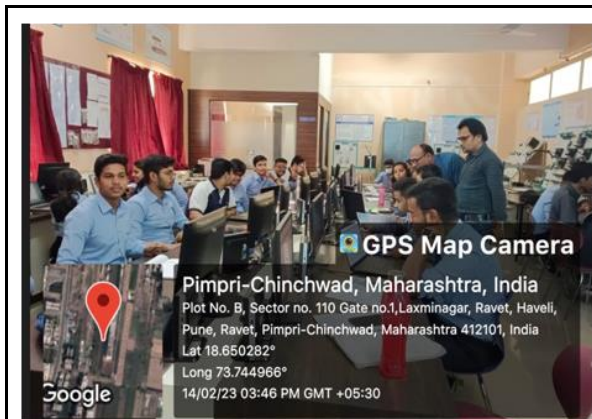 GPS Map Camera
Pimpri-Chinchwad, Maharashtra, India
Plot No. B, Sector no. 110 Gate no.1,Laxminagar, Ravet, Haveli,
Pune, Ravet, Pimpri-Chinchwad, Maharashtra 412101, India
Lat 18.650282°
Long 73.744966°
14/02/23 03:46 PM GMT +05:30
Google